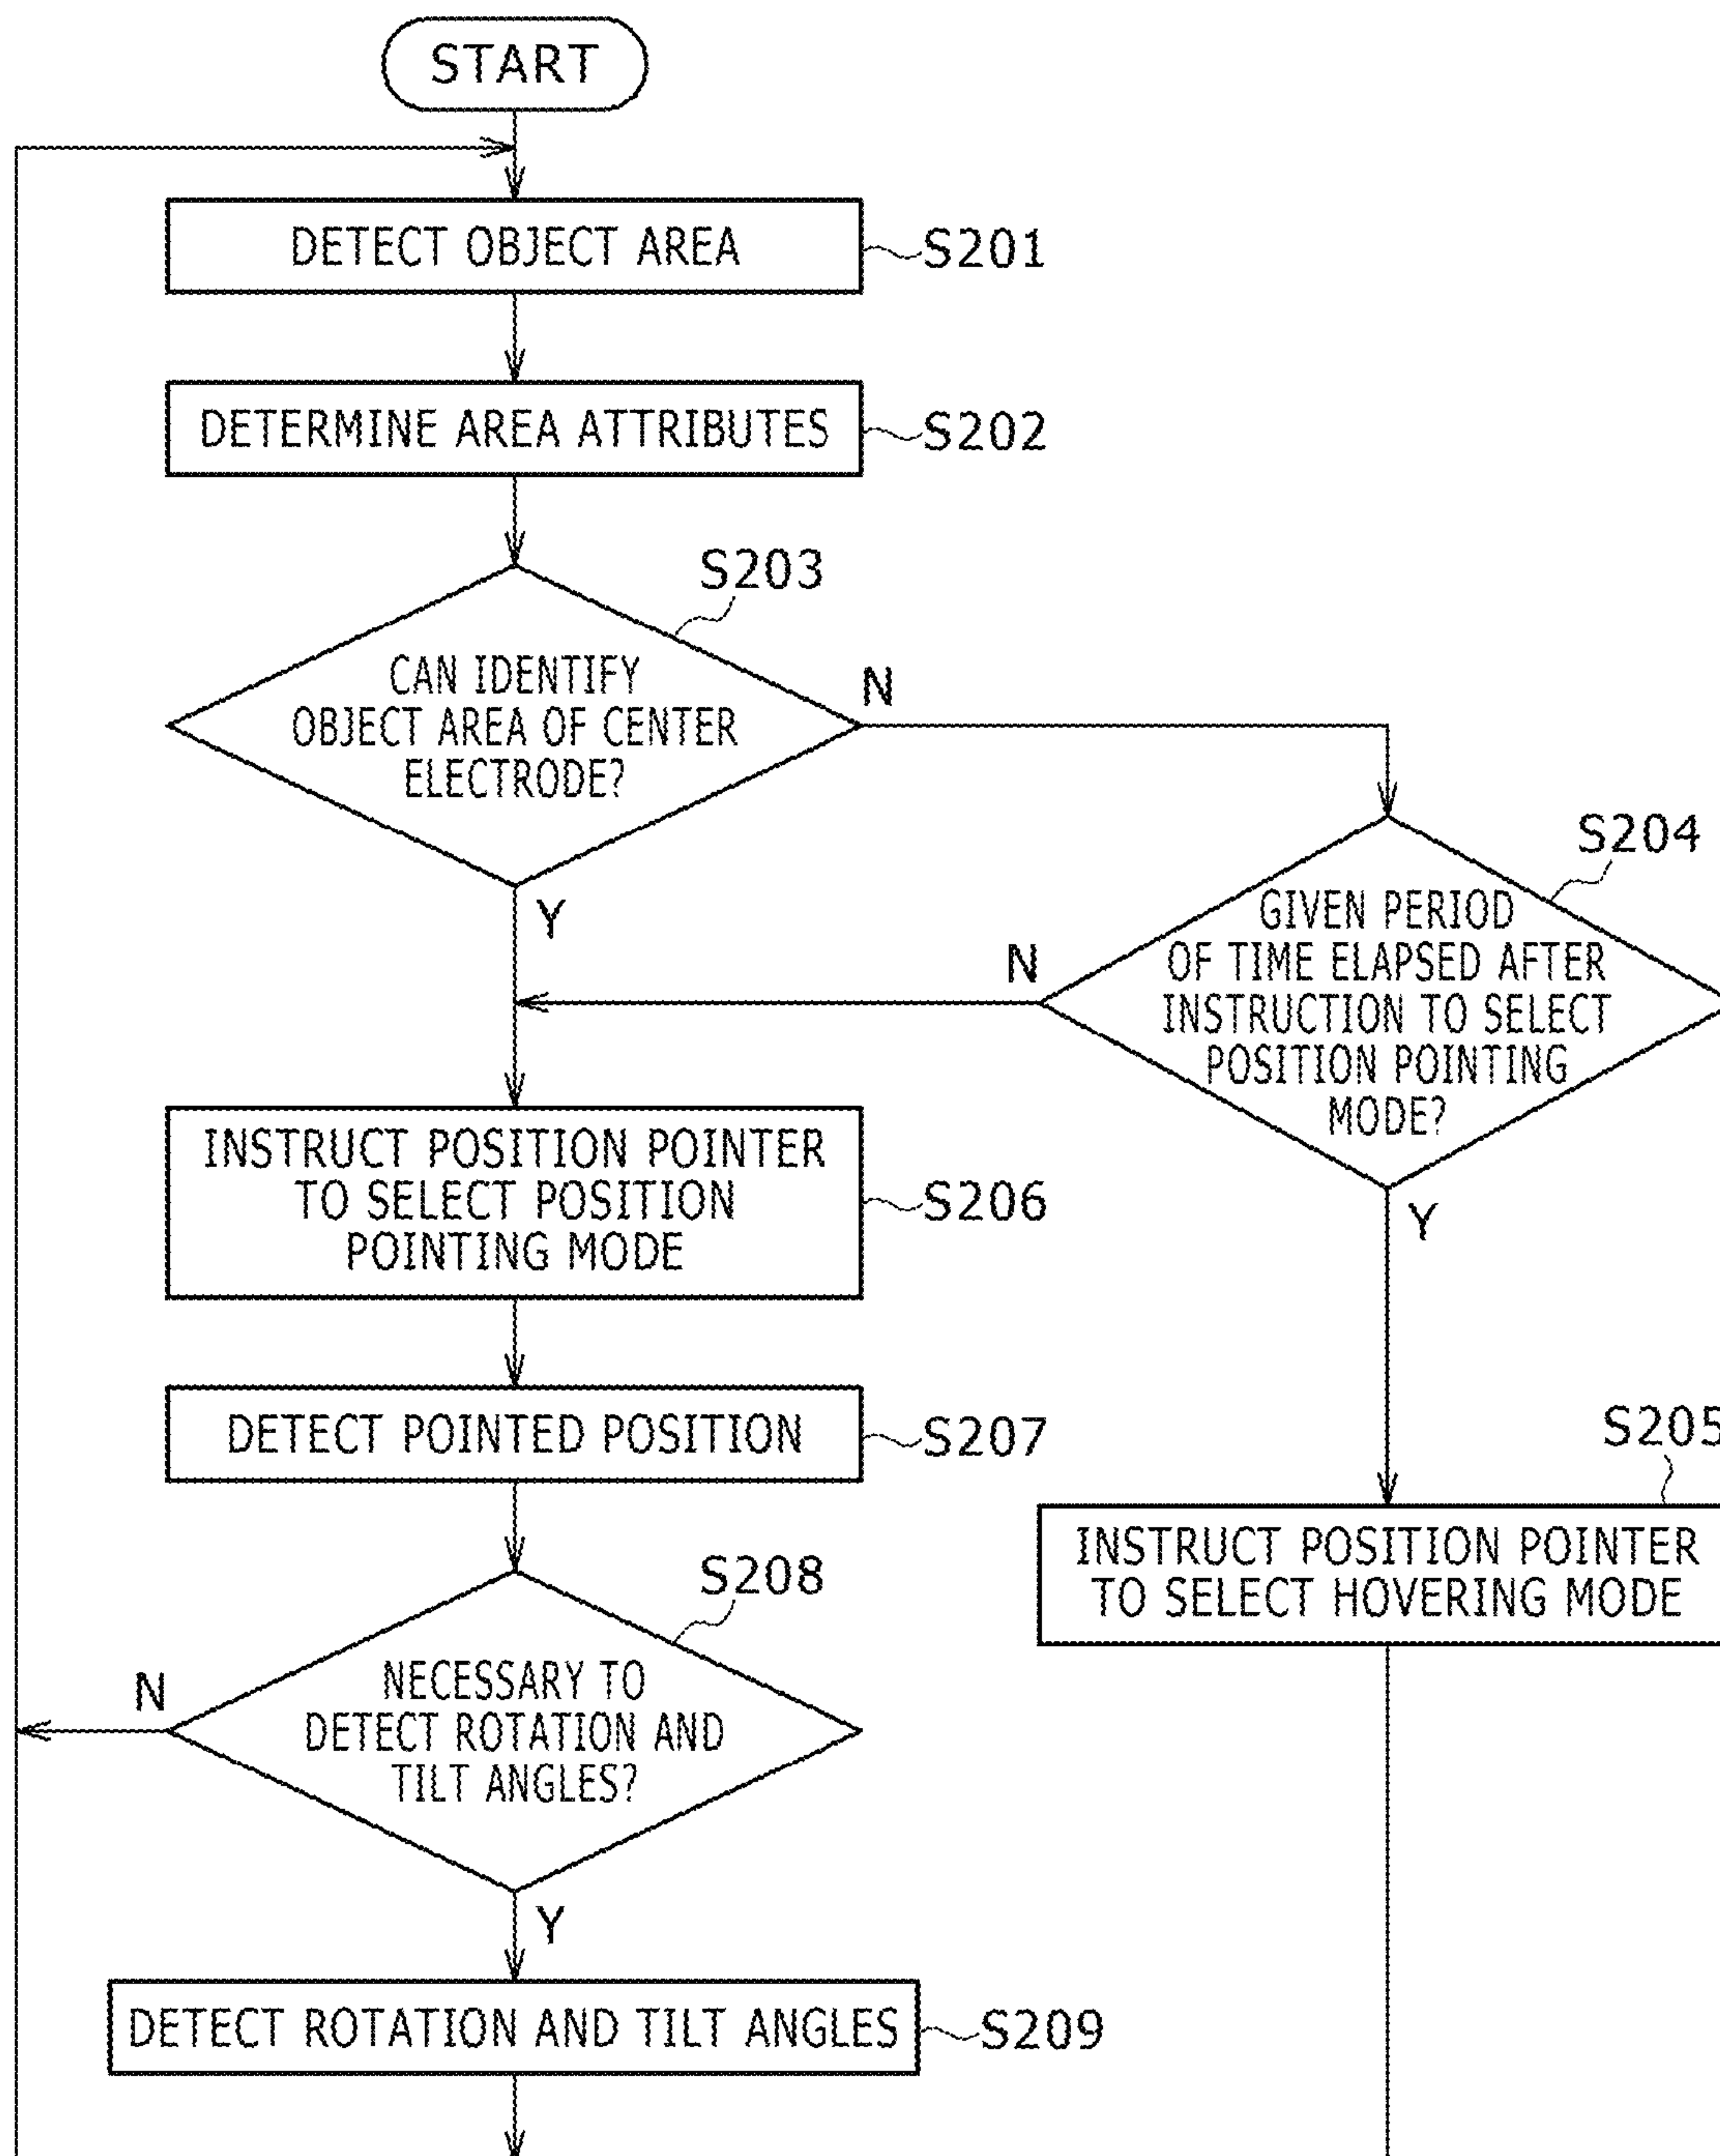 START
DETECT OBJECT AREA
S201
DETERMINE AREA ATTRIBUTES
S202
S203
CAN IDENTIFY
OBJECT AREA OF CENTER
ELECTRODE?
N
Y
S204
GIVEN PERIOD
OF TIME ELAPSED AFTER
INSTRUCTION TO SELECT
POSITION POINTING
MODE?
N
Y
INSTRUCT POSITION POINTER
TO SELECT POSITION
POINTING MODE
S206
DETECT POINTED POSITION
S207
S205
INSTRUCT POSITION POINTER
TO SELECT HOVERING MODE
S208
NECESSARY TO
DETECT ROTATION AND
TILT ANGLES?
N
Y
DETECT ROTATION AND TILT ANGLES
S209